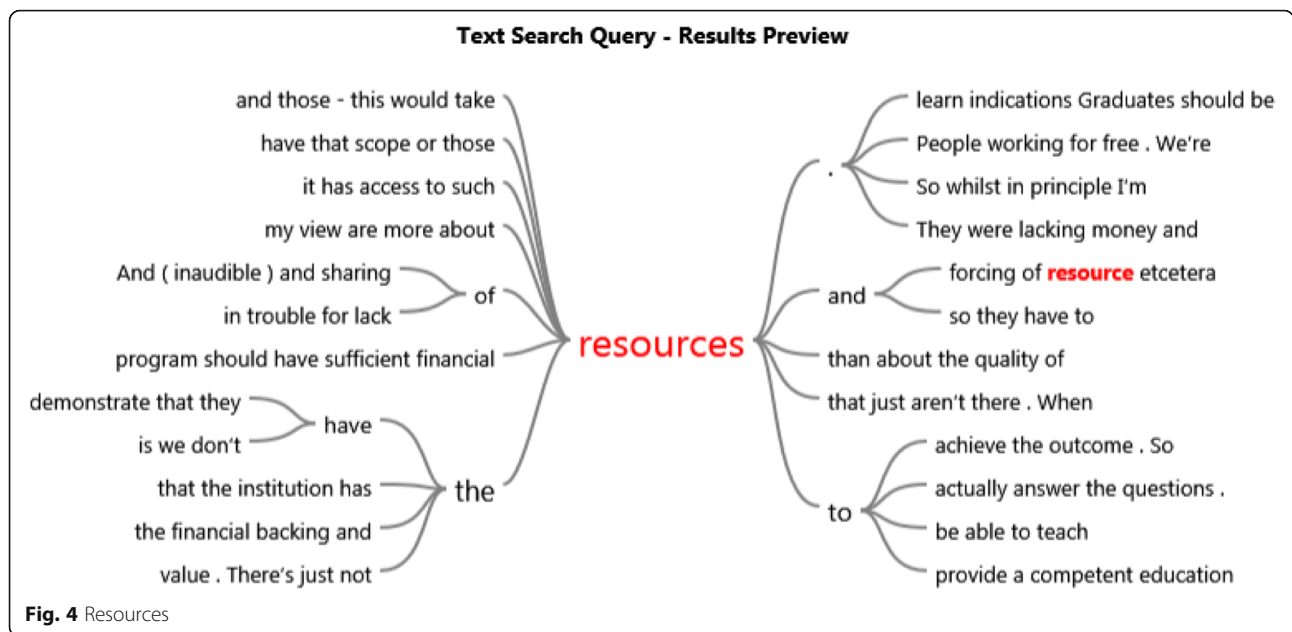 Text Search Query - Results Preview
and those - this would take
have that scope or those
it has access to such
my view are more about
And ( inaudible ) and sharing
in trouble for lack
of
program should have sufficient financial
demonstrate that they
is we don't
have
that the institution has
the financial backing and
value . There's just not
the
resources
.
learn indications Graduates should be
People working for free . We're
So whilst in principle I'm
They were lacking money and
and
forcing of resource etcetera
so they have to
than about the quality of
that just aren't there . When
to
achieve the outcome . So
actually answer the questions .
be able to teach
provide a competent education
Fig. 4 Resources